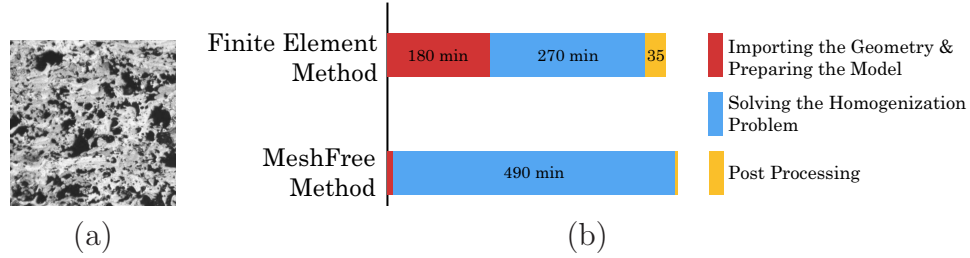 Finite Element
Method
180 min
270 min
35
Importing the Geometry &
Preparing the Model
Solving the Homogenization
Problem
MeshFree
Method
490 min
Post Processing
(a)
(b)